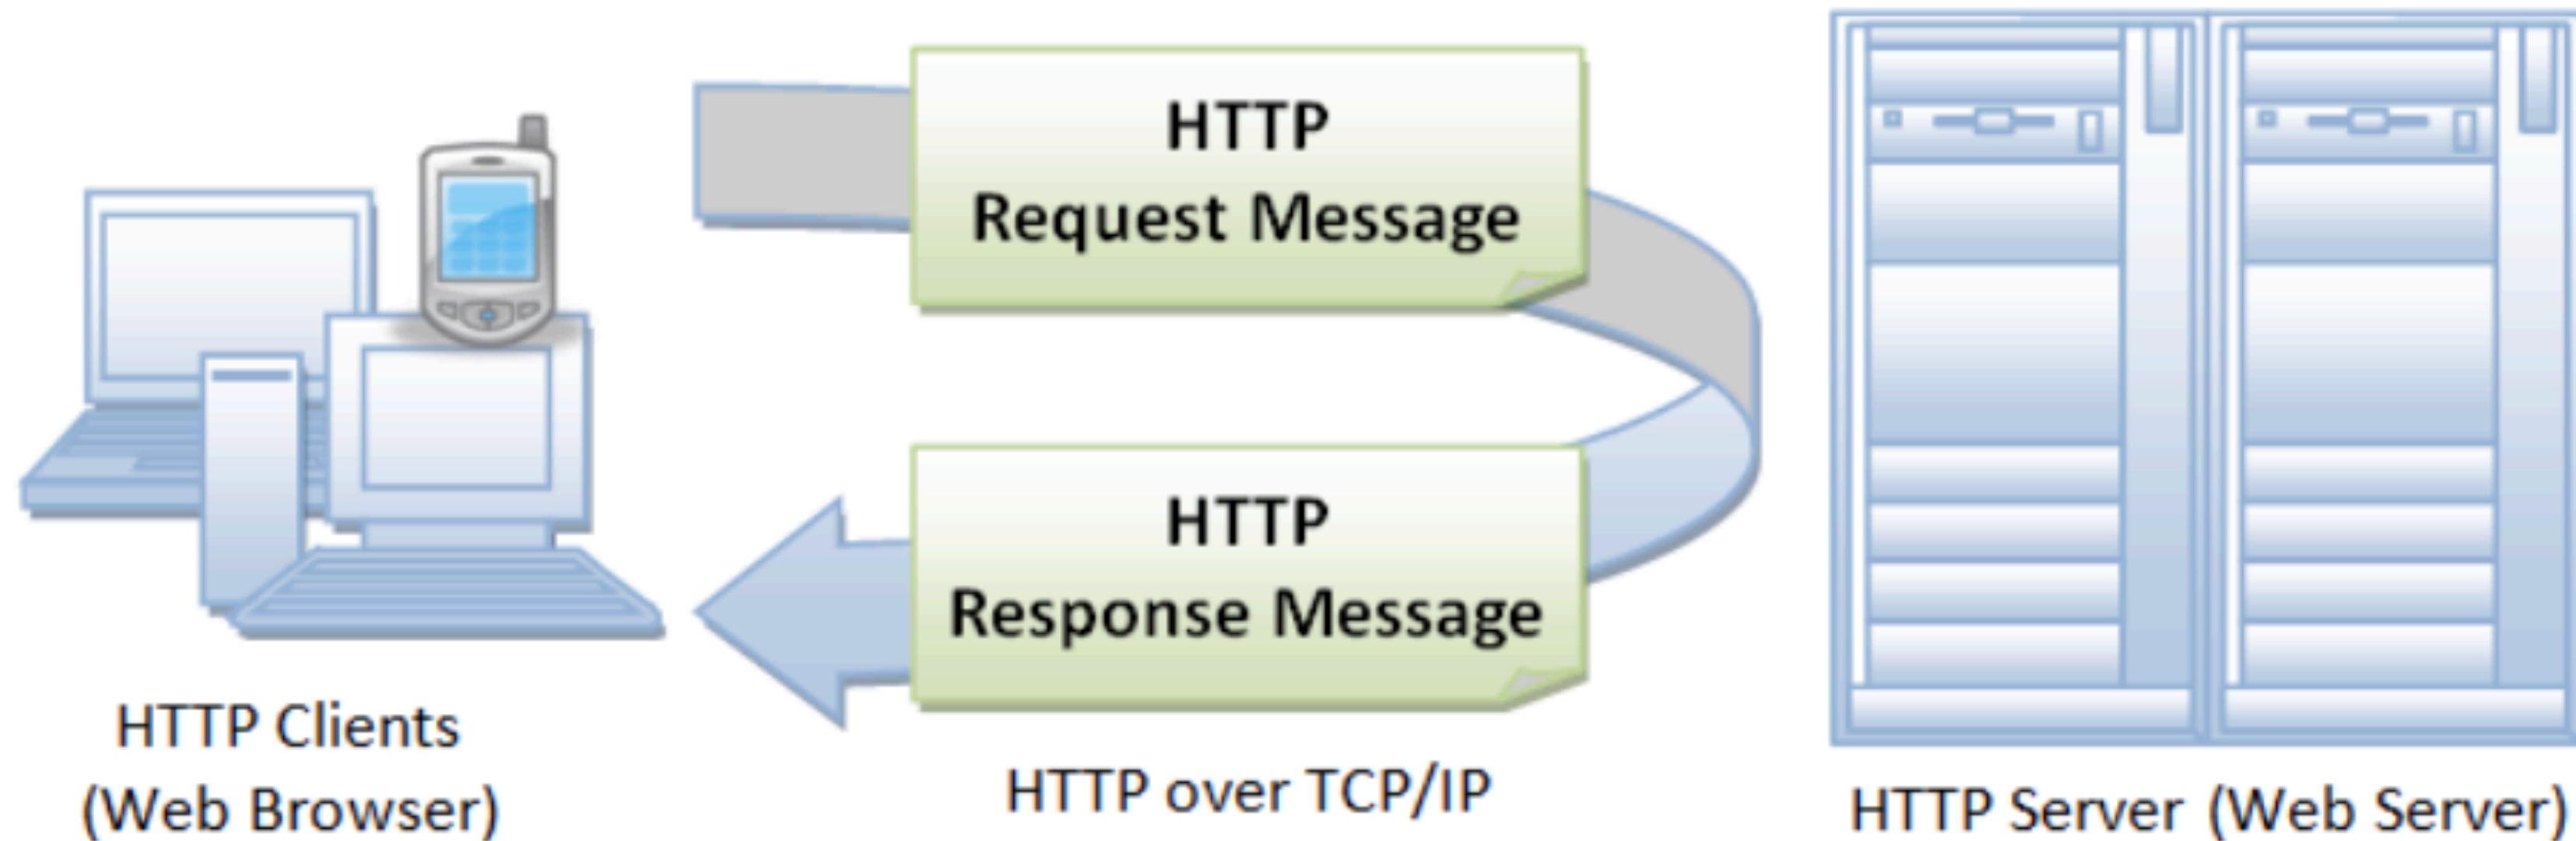 HTTP
Request Message
HTTP
Response Message
HTTP Clients
(Web Browser)
HTTP over TCP/IP
HTTP Server (Web Server)